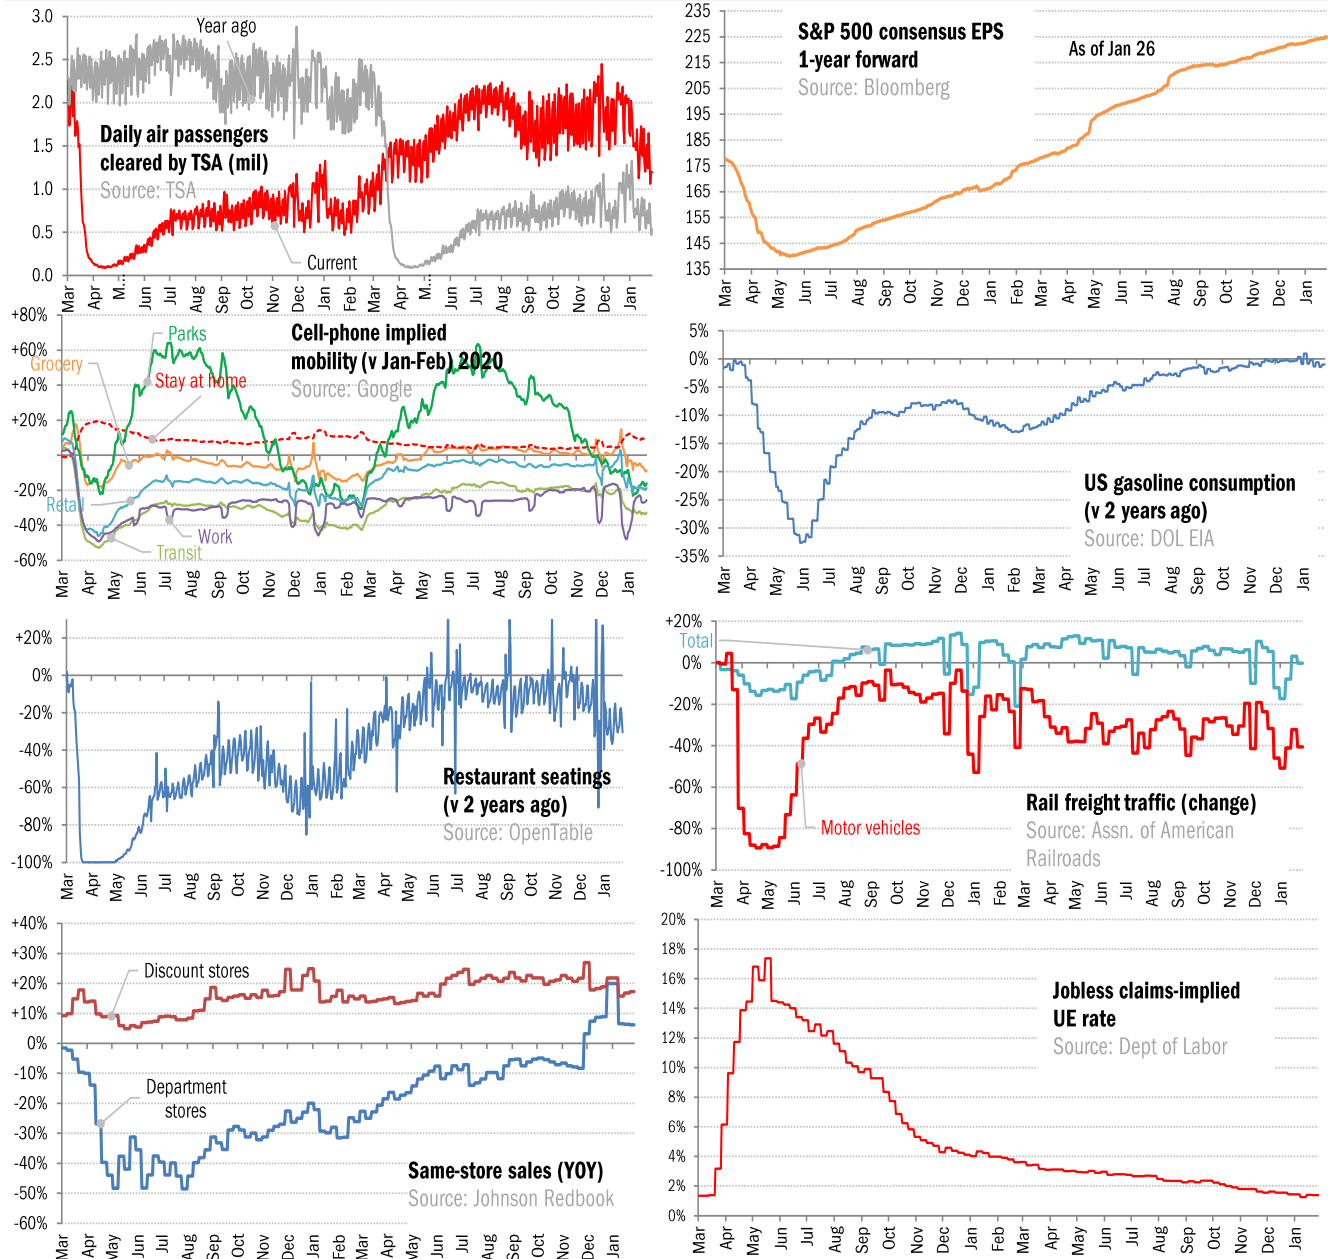 3.0
2.5
2.0
1.5
1.0
0.5
0.0
Year ago
Daily air passengers
cleared by TSA (mil)
Source: TSA
Current
Mar Apr M.. Jun Jul Aug Sep Oct Nov Dec Jan Feb Mar Apr M.. Jun Jul Aug Sep Oct Nov Dec Jan
235
225
215
205
195
185
175
165
155
145
135
S&P 500 consensus EPS
1-year forward
Source: Bloomberg
As of Jan 26
Mar Apr May Jun Jul Aug Sep Oct Nov Dec Jan Feb Mar Apr May Jun Jul Aug Sep Oct Nov Dec Jan
+80%
+60%
+40%
+20%
+0%
-20%
-40%
-60%
Parks
Grocery
Stay at home
Retail
Work
Transit
Cell-phone implied
mobility (v Jan-Feb) 2020
Source: Google
Mar Apr May Jun Jul Aug Sep Oct Nov Dec Jan Feb Mar Apr May Jun Jul Aug Sep Oct Nov Dec Jan
5%
0%
-5%
-10%
-15%
-20%
-25%
-30%
-35%
US gasoline consumption
(v 2 years ago)
Source: DOL EIA
Mar Apr May Jun Jul Aug Sep Oct Nov Dec Jan Feb Mar Apr May Jun Jul Aug Sep Oct Nov Dec Jan
+20%
0%
-20%
-40%
-60%
-80%
-100%
Restaurant seatings
(v 2 years ago)
Source: OpenTable
Mar Apr May Jun Jul Aug Sep Oct Nov Dec Jan Feb Mar Apr May Jun Jul Aug Sep Oct Nov Dec Jan
+20%
0%
-20%
-40%
-60%
-80%
-100%
Total
Motor vehicles
Rail freight traffic (change)
Source: Assn. of American
Railroads
Mar Apr May Jun Jul Aug Sep Oct Nov Dec Jan Feb Mar Apr May Jun Jul Aug Sep Oct Nov Dec Jan
+40%
+30%
+20%
+10%
+0%
-10%
-20%
-30%
-40%
-50%
-60%
Discount stores
Department
stores
Same-store sales (YOY)
Source: Johnson Redbook
Mar Apr May Jun Jul Aug Sep Oct Nov Dec Jan Feb Mar Apr May Jun Jul Aug Sep Oct Nov Dec Jan
20%
18%
16%
14%
12%
10%
8%
6%
4%
2%
0%
Jobless claims-implied
UE rate
Source: Dept of Labor
Mar Apr May Jun Jul Aug Sep Oct Nov Dec Jan Feb Mar Apr May Jun Jul Aug Sep Oct Nov Dec Jan